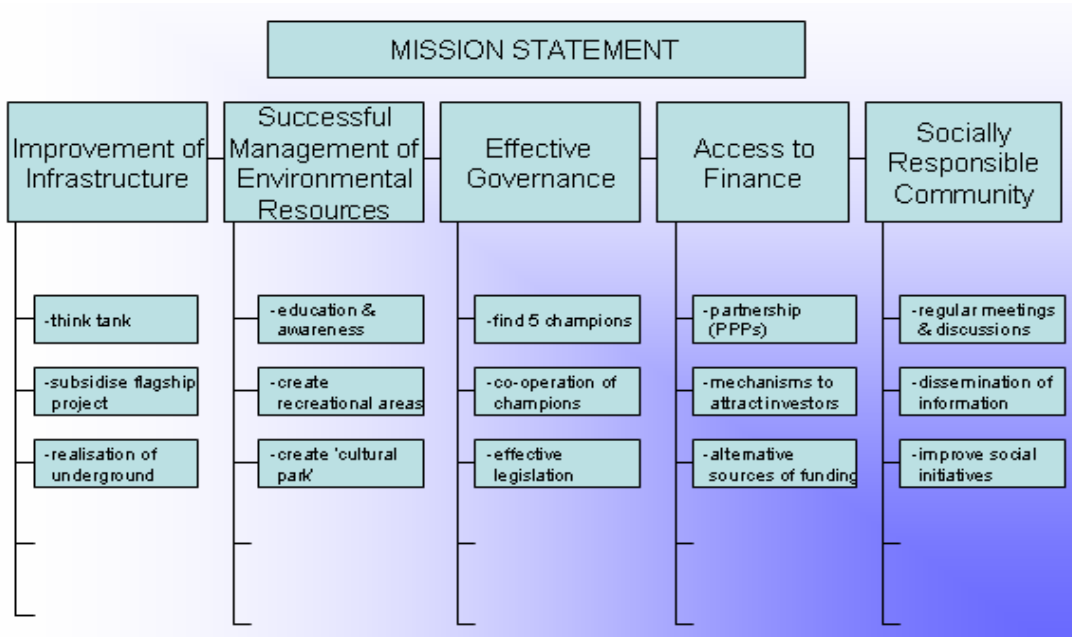 MISSION STATEMENT
Improvement of
Infrastructure
Successful
Management of
Environmental
Resources
Effective
Governance
Access to
Finance
Socially
Responsible
Community
-think tank
-subsidise flagship
project
-realisation of
underground
-education &
awareness
-create
recreational areas
-create 'cultural
park'
-find 5 champions
-co-operation of
champions
-effective
legislation
-partnership
(PPPs)
-mechanisms to
attract investors
-alternative
sources of funding
-regular meetings
& discussions
-dissemination of
information
-improve social
initiatives